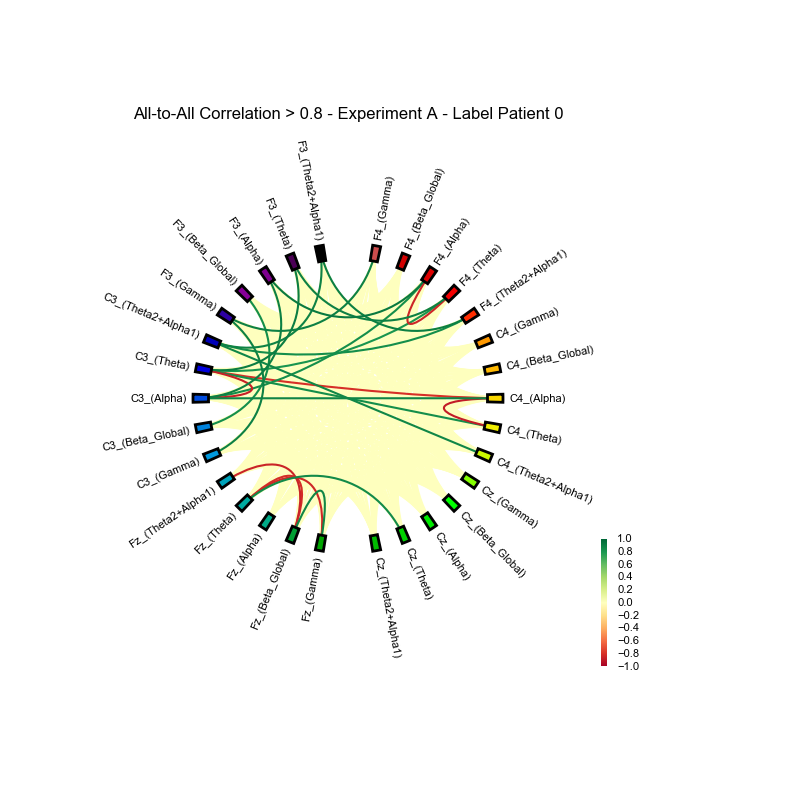 All-to-All Correlation > 0.8 - Experiment A - Label Patient 0
F3_(Theta2+Alpha1)
F3_(Theta)
F3_(Alpha)
F3_(Beta_Global)
F3_(Gamma)
C3_(Theta2+Alpha1)
C3_(Theta)
C3_(Alpha)
C3_(Beta_Global)
C3_(Gamma)
Fz_(Theta2+Alpha1)
Fz_(Theta)
Fz_(Alpha)
Fz_(Beta_Global)
Fz_(Gamma)
Cz_(Theta2+Alpha1)
Cz_(Theta)
Cz_(Alpha)
Cz_(Beta_Global)
Cz_(Gamma)
C4_(Theta2+Alpha1)
C4_(Theta)
C4_(Alpha)
C4_(Beta_Global)
C4_(Gamma)
F4_(Theta2+Alpha1)
F4_(Theta)
F4_(Alpha)
F4_(Beta_Global)
F4_(Gamma)
1.0
0.8
0.6
0.4
0.2
0.0
−0.2
−0.4
−0.6
−0.8
−1.0